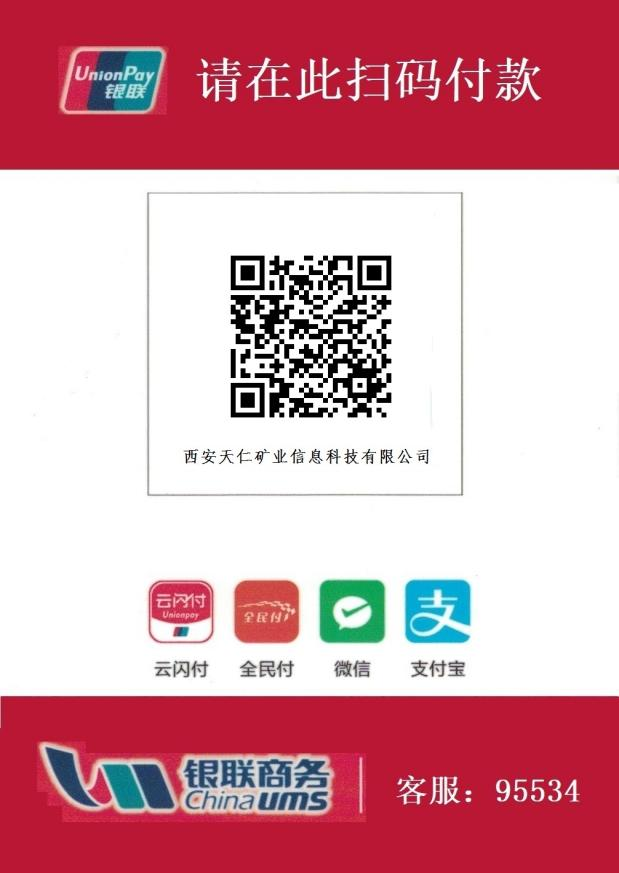 UnionPay
银联
请在此扫码付款
西安天仁矿业信息科技有限公司
云闪付
Unionpay
全民付
云闪付 全民付 微信 支付宝
银联商务
China ums
客服：95534